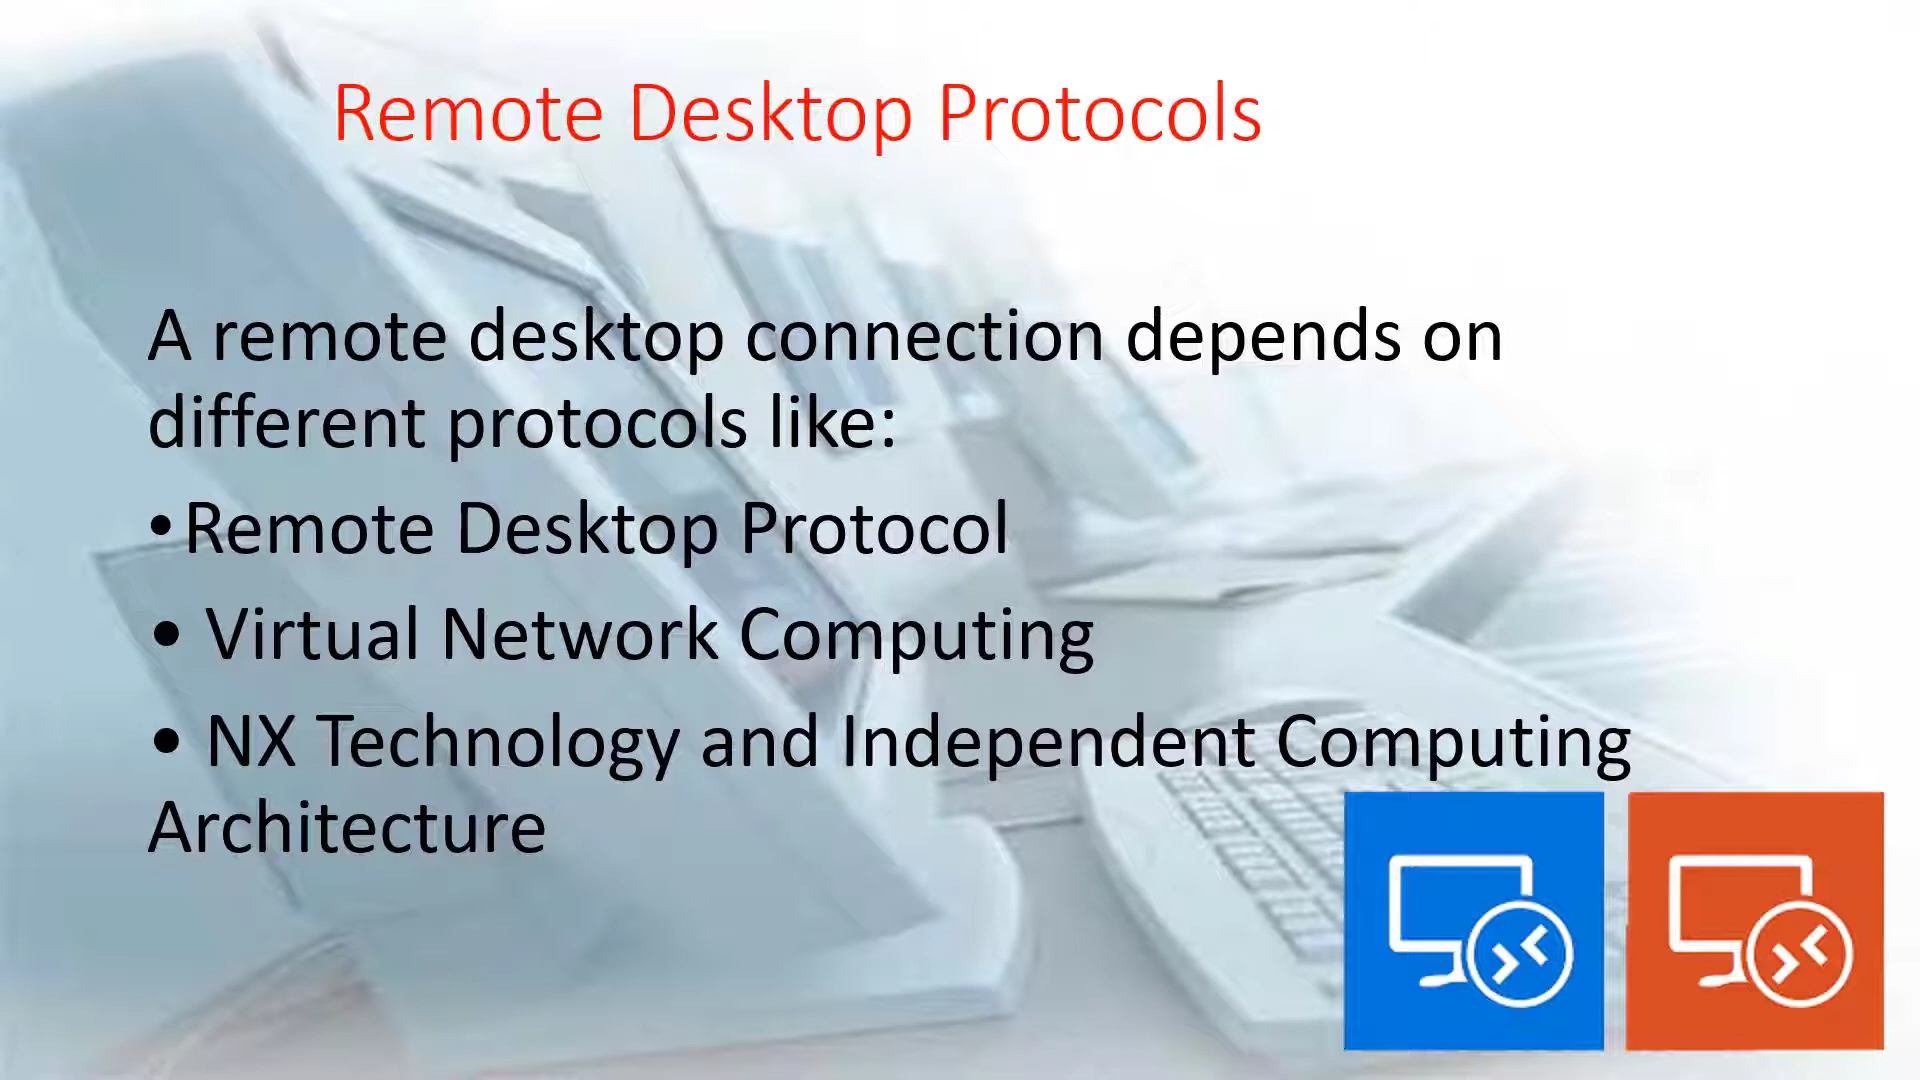 Remote Desktop Protocols
A remote desktop connection depends on
different protocols like:
•Remote Desktop Protocol
• Virtual Network Computing
• NX Technology and Independent Computing
Architecture